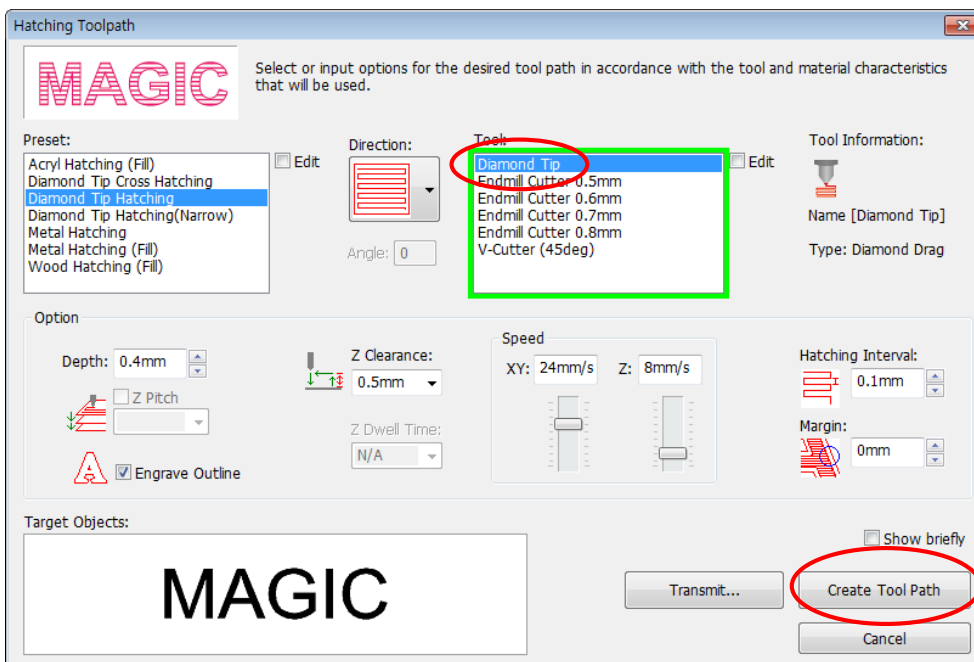 Hatching Toolpath
MAGIC
Select or input options for the desired tool path in accordance with the tool and material characteristics
that will be used.
Preset:
Acryl Hatching (Fill)
Diamond Tip Cross Hatching
Diamond Tip Hatching
Diamond Tip Hatching(Narrow)
Metal Hatching
Metal Hatching (Fill)
Wood Hatching (Fill)
Edit
Direction:
Angle: 0
Tool:
Diamond Tip
Endmill Cutter 0.5mm
Endmill Cutter 0.6mm
Endmill Cutter 0.7mm
Endmill Cutter 0.8mm
V-Cutter (45deg)
Edit
Tool Information:
Name [Diamond Tip]
Type: Diamond Drag
Option
Depth: 0.4mm
Z Pitch
Engrave Outline
Z Clearance:
0.5mm
Z Dwell Time:
N/A
Speed
XY: 24mm/s Z: 8mm/s
Hatching Interval:
0.1mm
Margin:
0mm
Target Objects:
MAGIC
Show briefly
Transmit...
Create Tool Path
Cancel